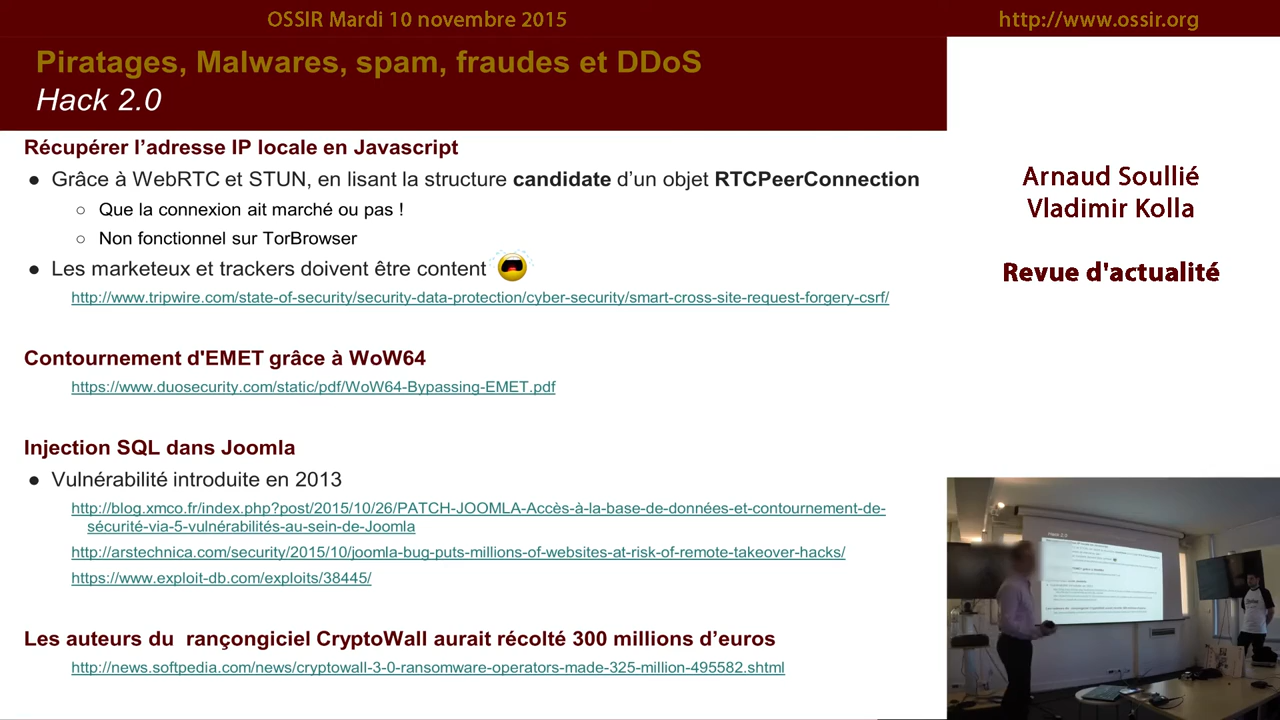 OSSIR Mardi 10 novembre 2015
http://www.ossir.org
Piratages, Malwares, spam, fraudes et DDoS
Hack 2.0
Récupérer l’adresse IP locale en Javascript
● Grâce à WebRTC et STUN, en lisant la structure candidate d’un objet RTCPeerConnection
○ Que la connexion ait marché ou pas !
○ Non fonctionnel sur TorBrowser
● Les marketeux et trackers doivent être content
http://www.tripwire.com/state-of-security/security-data-protection/cyber-security/smart-cross-site-request-forgery-csrf/
Contournement d'EMET grâce à WoW64
https://www.duosecurity.com/static/pdf/WoW64-Bypassing-EMET.pdf
Injection SQL dans Joomla
● Vulnérabilité introduite en 2013
http://blog.xmco.fr/index.php?post/2015/10/26/PATCH-JOOMLA-Accès-à-la-base-de-données-et-contournement-de-
sécurité-via-5-vulnérabilités-au-sein-de-Joomla
http://arstechnica.com/security/2015/10/joomla-bug-puts-millions-of-websites-at-risk-of-remote-takeover-hacks/
https://www.exploit-db.com/exploits/38445/
Les auteurs du  rançongiciel CryptoWall aurait récolté 300 millions d’euros
http://news.softpedia.com/news/cryptowall-3-0-ransomware-operators-made-325-million-495582.shtml
Arnaud Soullié
Vladimir Kolla
Revue d'actualité
Hack 2.0